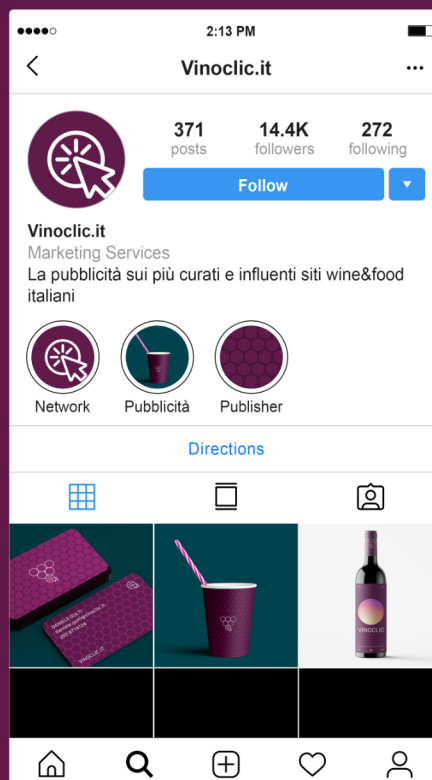 2:13 PM
Vinoclic.it
371 14.4K 272
posts followers following
Follow
Vinoclic.it
Marketing Services
La pubblicità sui più curati e influenti siti wine&food
italiani
Network Pubblicità Publisher
Directions
VINOCLIC.IT
VINOCLIC